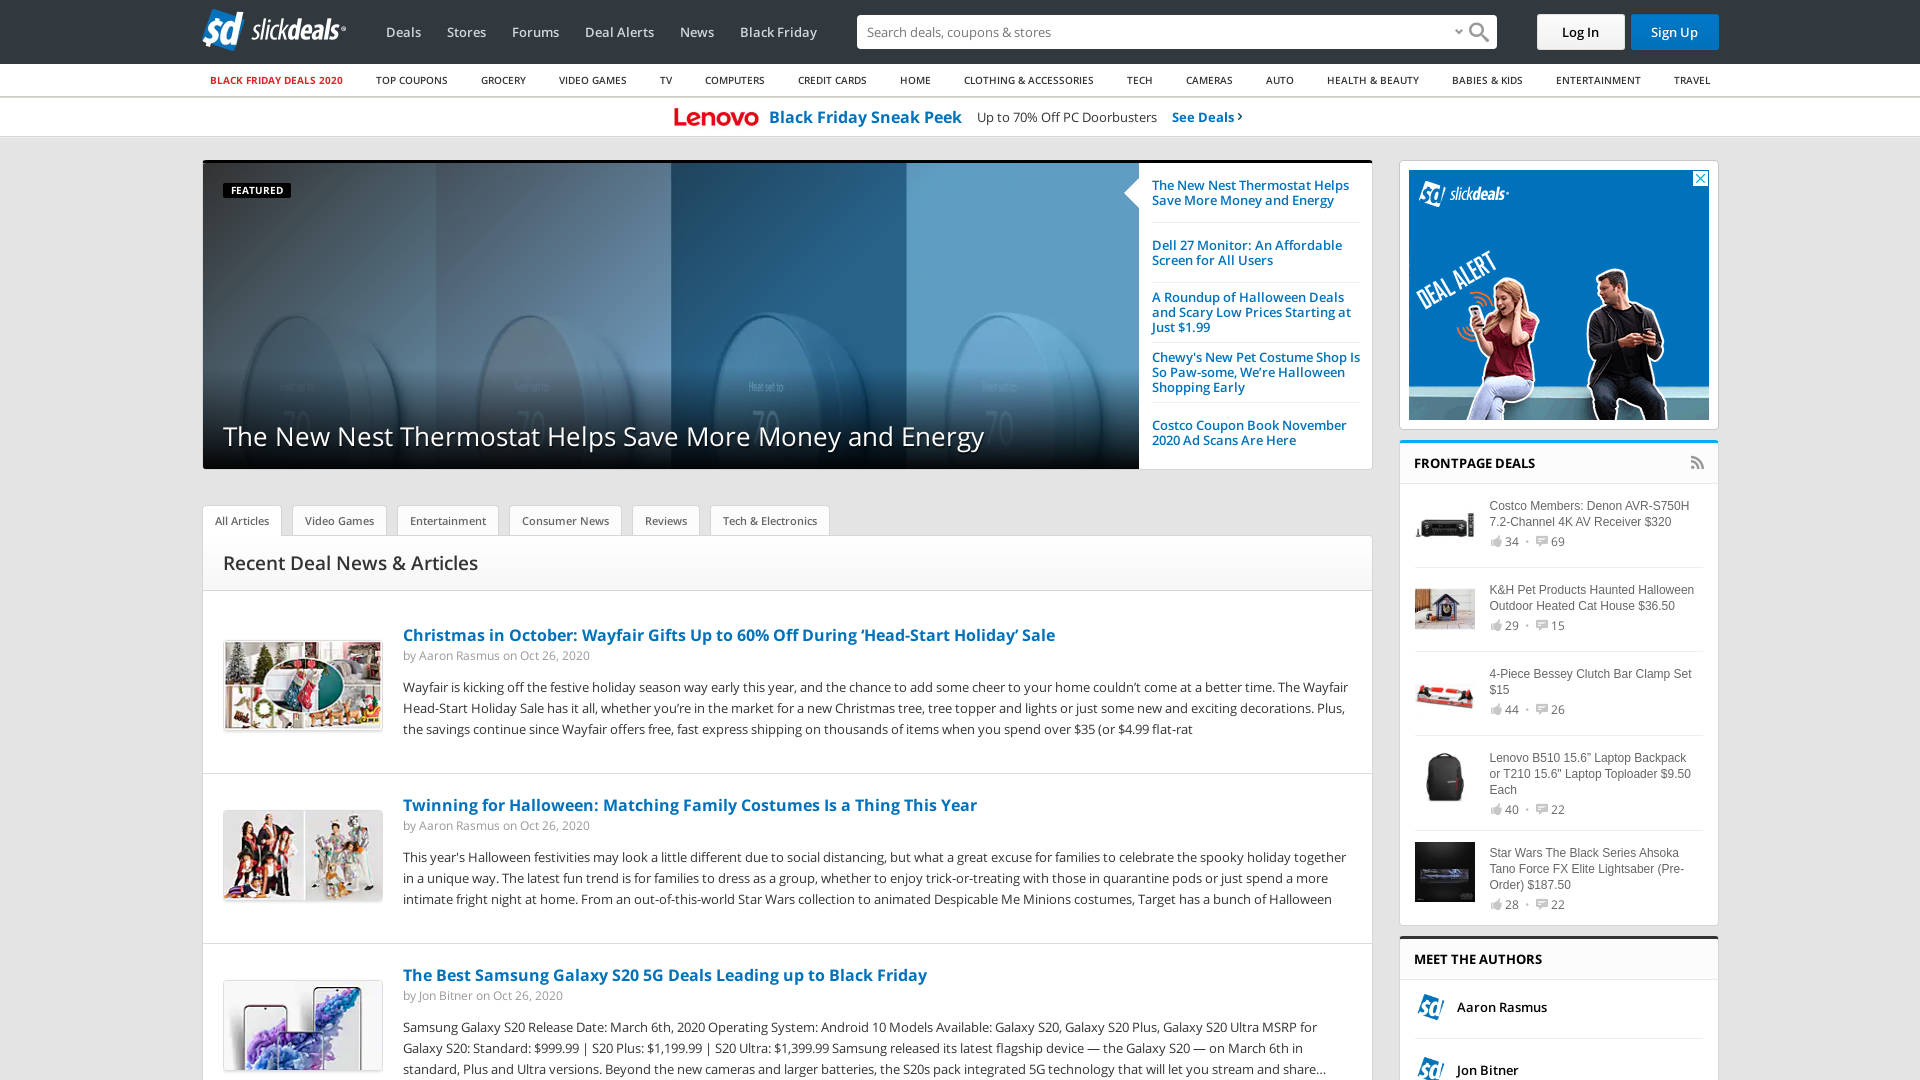 slickdeals
Deals
Stores
Forums
Deal Alerts
News
Black Friday
Search deals, coupons & stores
Log In
Sign Up
BLACK FRIDAY DEALS 2020
TOP COUPONS
GROCERY
VIDEO GAMES
TV
COMPUTERS
CREDIT CARDS
HOME
CLOTHING & ACCESSORIES
TECH
CAMERAS
AUTO
HEALTH & BEAUTY
BABIES & KIDS
ENTERTAINMENT
TRAVEL
Lenovo Black Friday Sneak Peek Up to 70% Off PC Doorbusters See Deals
FEATURED
Heat set to
70
The New Nest Thermostat Helps Save More Money and Energy
The New Nest Thermostat Helps
Save More Money and Energy
Dell 27 Monitor: An Affordable
Screen for All Users
A Roundup of Halloween Deals
and Scary Low Prices Starting at
Just $1.99
Chewy's New Pet Costume Shop Is
So Paw-some, We’re Halloween
Shopping Early
Costco Coupon Book November
2020 Ad Scans Are Here
All Articles
Video Games
Entertainment
Consumer News
Reviews
Tech & Electronics
Recent Deal News & Articles
Christmas in October: Wayfair Gifts Up to 60% Off During ‘Head-Start Holiday’ Sale
by Aaron Rasmus on Oct 26, 2020
Wayfair is kicking off the festive holiday season way early this year, and the chance to add some cheer to your home couldn’t come at a better time. The Wayfair
Head-Start Holiday Sale has it all, whether you’re in the market for a new Christmas tree, tree topper and lights or just some new and exciting decorations. Plus,
the savings continue since Wayfair offers free, fast express shipping on thousands of items when you spend over $35 (or $4.99 flat-rat
Twinning for Halloween: Matching Family Costumes Is a Thing This Year
by Aaron Rasmus on Oct 26, 2020
This year's Halloween festivities may look a little different due to social distancing, but what a great excuse for families to celebrate the spooky holiday together
in a unique way. The latest fun trend is for families to dress as a group, whether to enjoy trick-or-treating with those in quarantine pods or just spend a more
intimate fright night at home. From an out-of-this-world Star Wars collection to animated Despicable Me Minions costumes, Target has a bunch of Halloween
The Best Samsung Galaxy S20 5G Deals Leading up to Black Friday
by Jon Bitner on Oct 26, 2020
Samsung Galaxy S20 Release Date: March 6th, 2020 Operating System: Android 10 Models Available: Galaxy S20, Galaxy S20 Plus, Galaxy S20 Ultra MSRP for
Galaxy S20: Standard: $999.99 | S20 Plus: $1,199.99 | S20 Ultra: $1,399.99 Samsung released its latest flagship device — the Galaxy S20 — on March 6th in
standard, Plus and Ultra versions. Beyond the new cameras and larger batteries, the S20s pack integrated 5G technology that will let you stream and share…
slickdeals
DEAL ALERT
FRONTPAGE DEALS
Costco Members: Denon AVR-S750H
7.2-Channel 4K AV Receiver $320
34 • 69
K&H Pet Products Haunted Halloween
Outdoor Heated Cat House $36.50
29 • 15
4-Piece Bessey Clutch Bar Clamp Set
$15
44 • 26
Lenovo B510 15.6” Laptop Backpack
or T210 15.6" Laptop Toploader $9.50
Each
40 • 22
Star Wars The Black Series Ahsoka
Tano Force FX Elite Lightsaber (Pre-
Order) $187.50
28 • 22
MEET THE AUTHORS
Aaron Rasmus
Jon Bitner